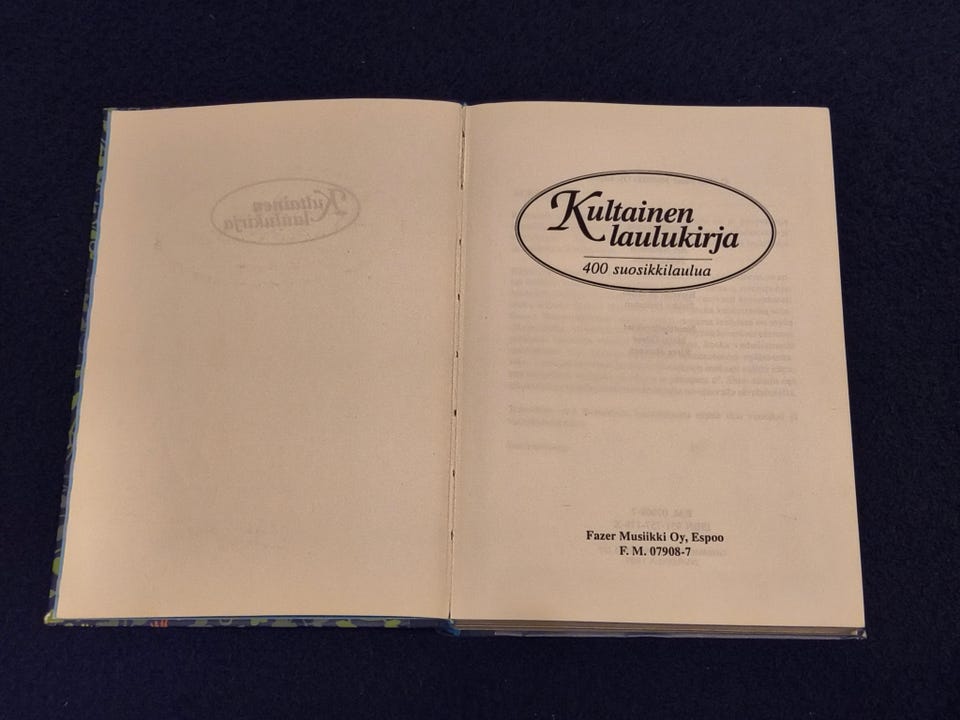 Kultainen
laulukirja
400 suosikkilaulua
Fazer Musiikki Oy, Espoo
F. M. 07908-7